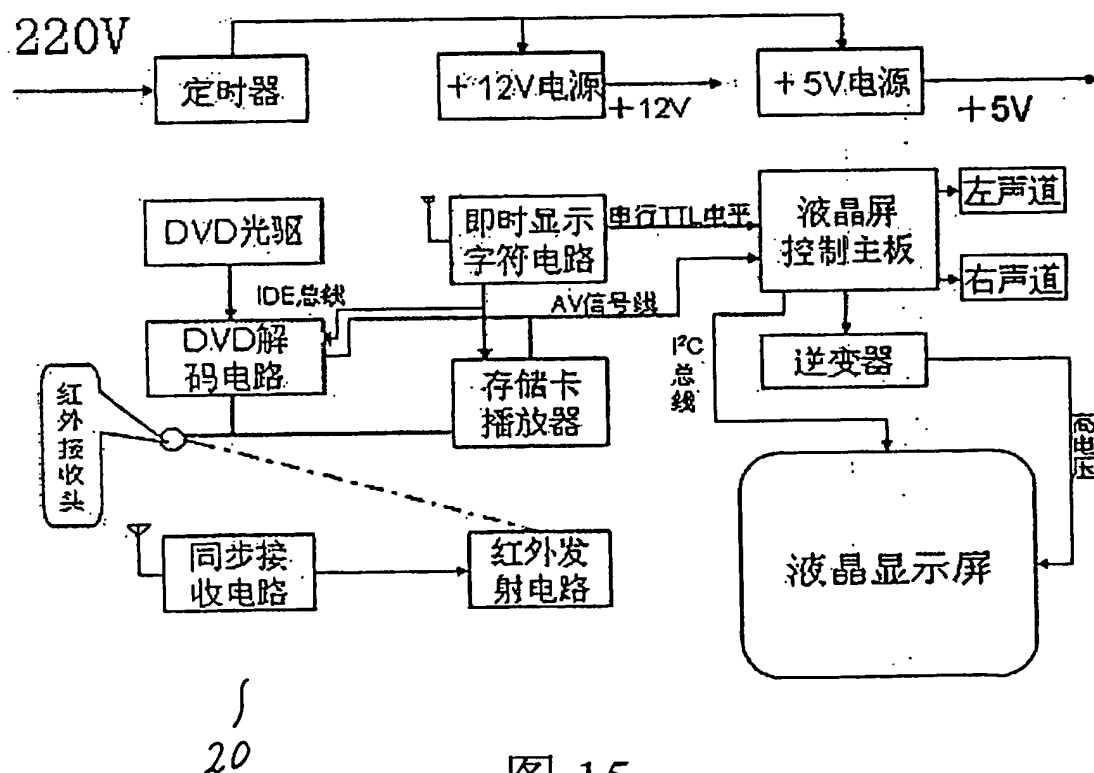 220V
定时器
+12V电源
+12V
+5V电源
+5V
DVD光驱
即时显示
字符电路
串行TTL电平
液晶屏
控制主板
左声道
右声道
IDE总线
AV信号线
DVD解
码电路
存储卡
播放器
I²C
总
线
逆变器
高
电
压
红
外
接
收
头
同步接
收电路
红外发
射电路
液晶显示屏
20
图 15